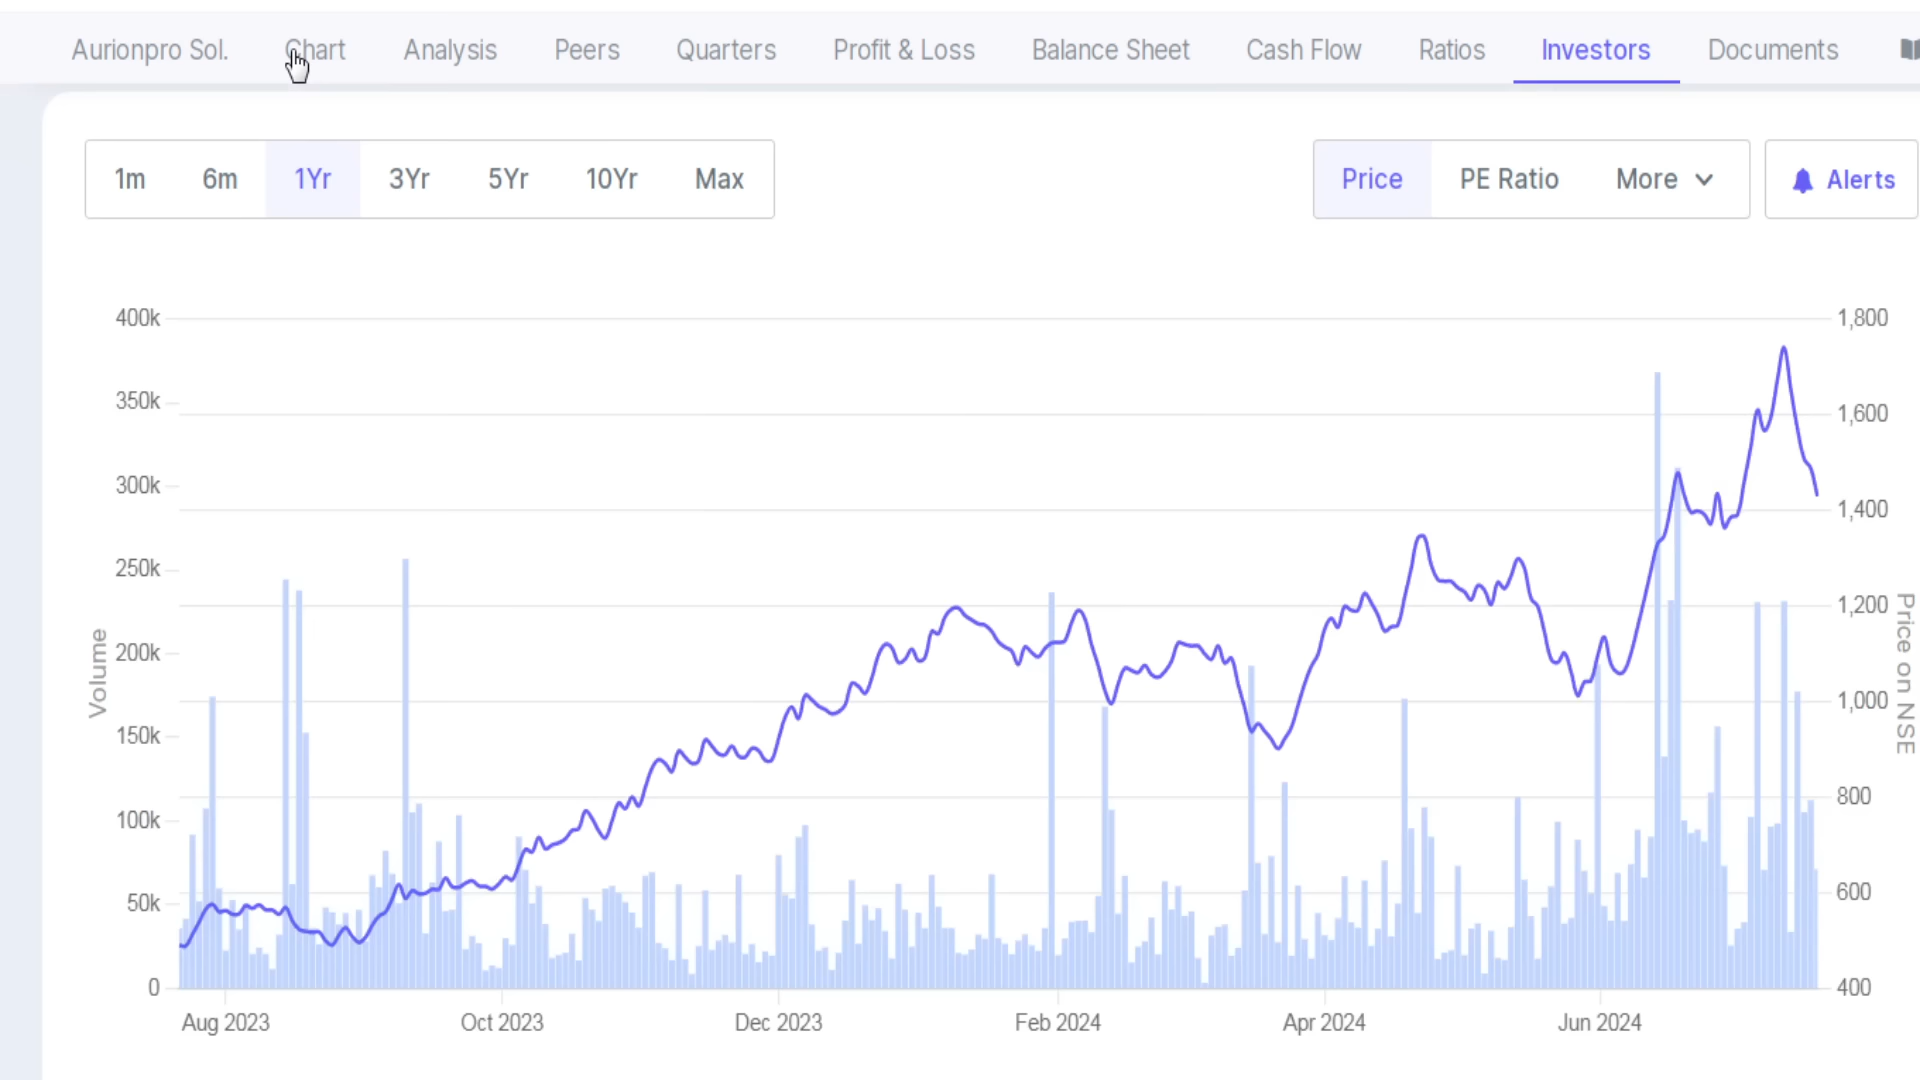 Aurionpro Sol. Chart Analysis Peers Quarters Profit & Loss Balance Sheet Cash Flow Ratios Investors Documents
1m 6m 1Yr 3Yr 5Yr 10Yr Max Price PE Ratio More Alerts
400k 1,800
350k 1,600
300k 1,400
250k 1,200
200k 1,000
150k 800
100k 600
50k 400
0
Volume
Price on NSE
Aug 2023 Oct 2023 Dec 2023 Feb 2024 Apr 2024 Jun 2024